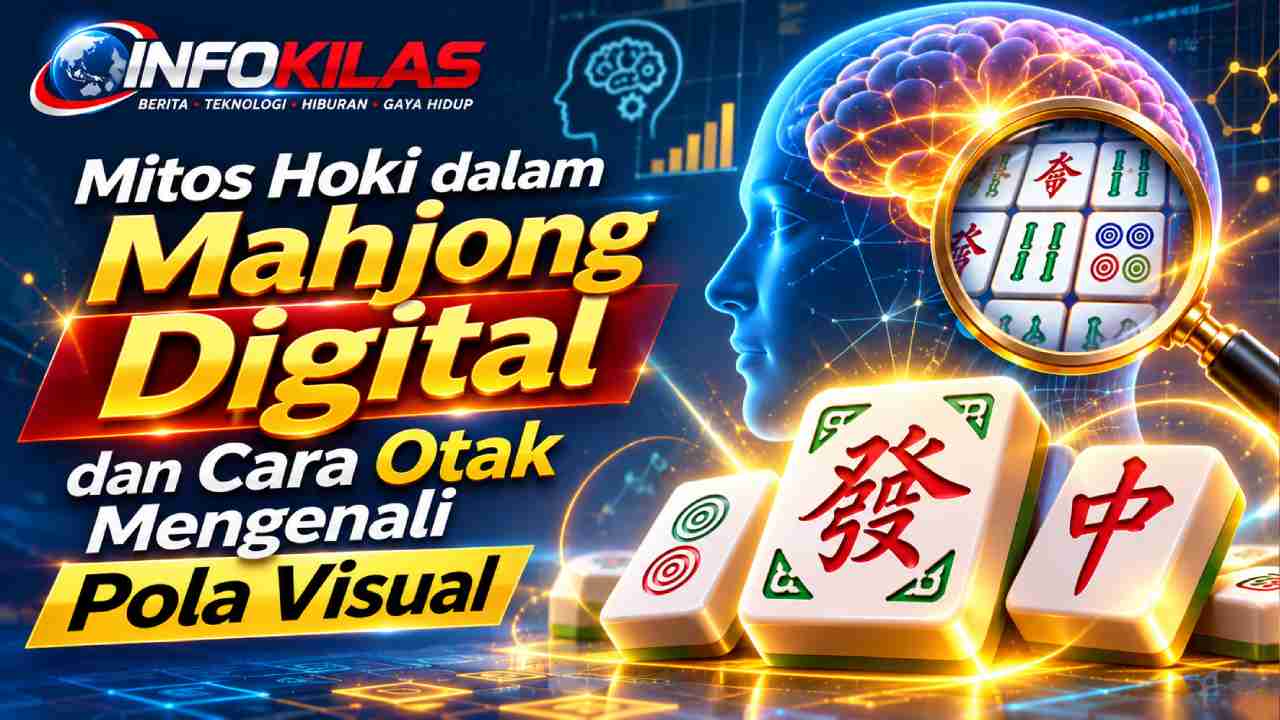 INFOKILAS
BERITA • TEKNOLOGI • HIBURAN • GAYA HIDUP
Mitos Hoki dalam
Mahjong
Digital
dan Cara Otak
Mengenali
Pola Visual
發
發
中